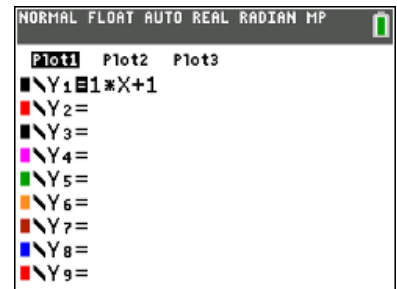 NORMAL FLOAT AUTO REAL RADIAN MP
Plot1 Plot2 Plot3
\Y₁=1*X+1
\Y₂=
\Y₃=
\Y₄=
\Y₅=
\Y₆=
\Y₇=
\Y₈=
\Y₉=